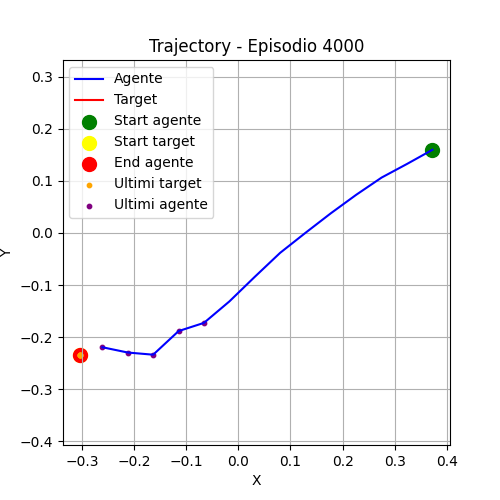 Trajectory - Episodio 4000
Agente
Target
Start agente
Start target
End agente
Ultimi target
Ultimi agente
0.3
0.2
0.1
0.0
−0.1
−0.2
−0.3
−0.4
Y
−0.3 −0.2 −0.1 0.0 0.1 0.2 0.3 0.4
X